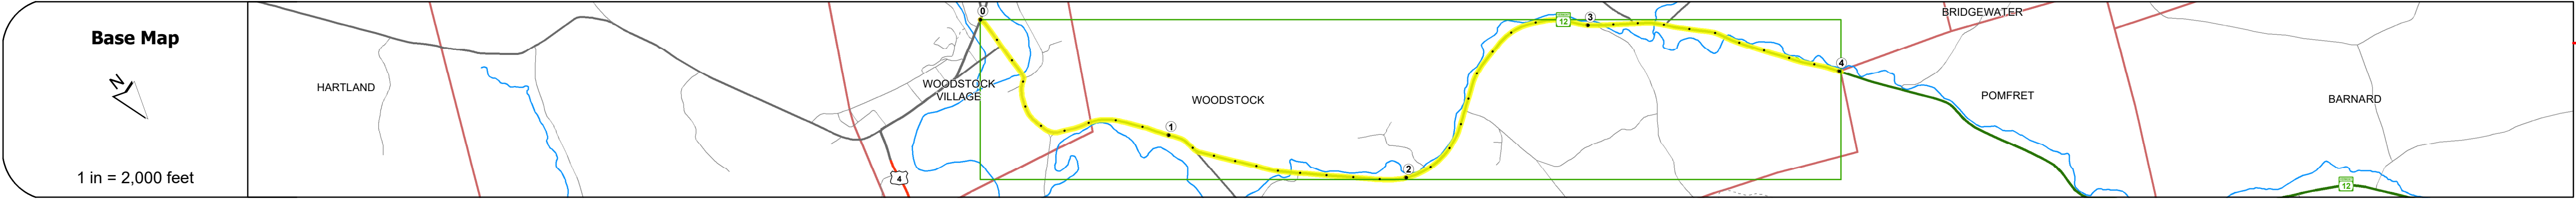 Base Map
N
1 in = 2,000 feet
HARTLAND
WOODSTOCK
VILLAGE
4
0
WOODSTOCK
1
2
12
3
4
BRIDGEWATER
POMFRET
BARNARD
12